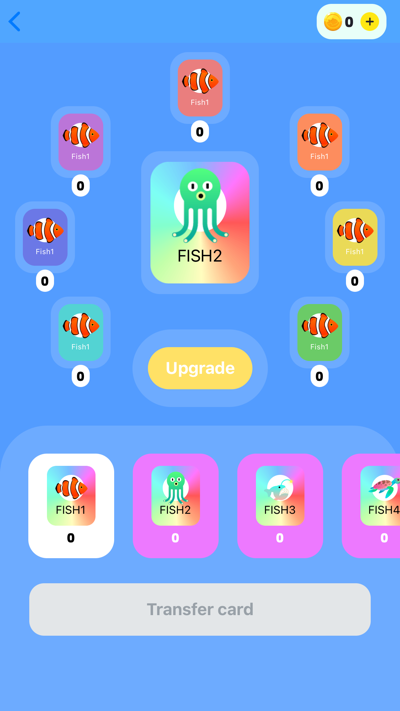 0 +
Fish1
0
Fish1
0
Fish1
0
FISH2
Fish1
0
Fish1
0
Fish1
0
Fish1
0
Upgrade
FISH1
0
FISH2
0
FISH3
0
FISH4
0
Transfer card